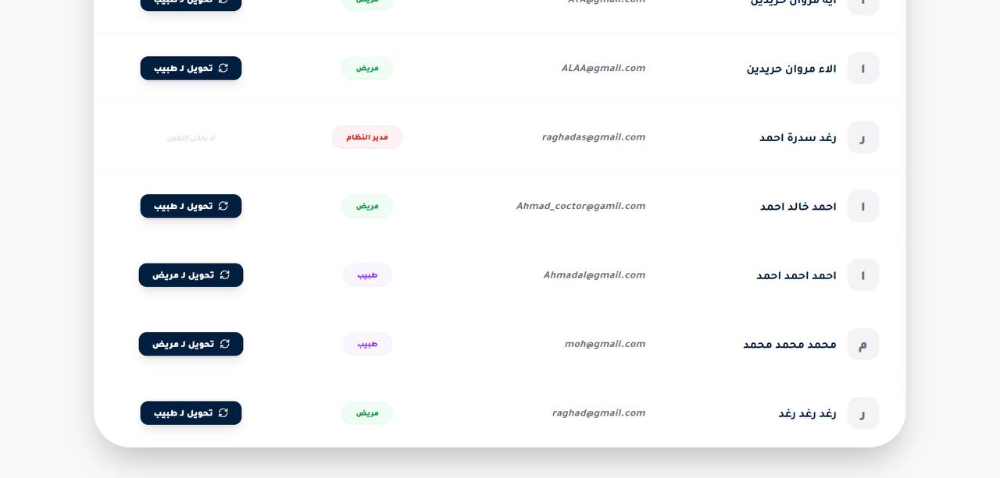 ا ايه مروان حريدين AYA@gmail.com مريض تحويل لـ طبيب
ا الاء مروان حريدين ALAA@gmail.com مريض تحويل لـ طبيب
ر رغد سدرة احمد raghadas@gmail.com مدير النظام لا يمكن التغيير
ا احمد خالد احمد Ahmad_coctor@gamil.com مريض تحويل لـ طبيب
ا احمد احمد احمد Ahmadal@gmail.com طبيب تحويل لـ مريض
م محمد محمد محمد moh@gmail.com طبيب تحويل لـ مريض
ر رغد رغد رغد raghad@gmail.com مريض تحويل لـ طبيب